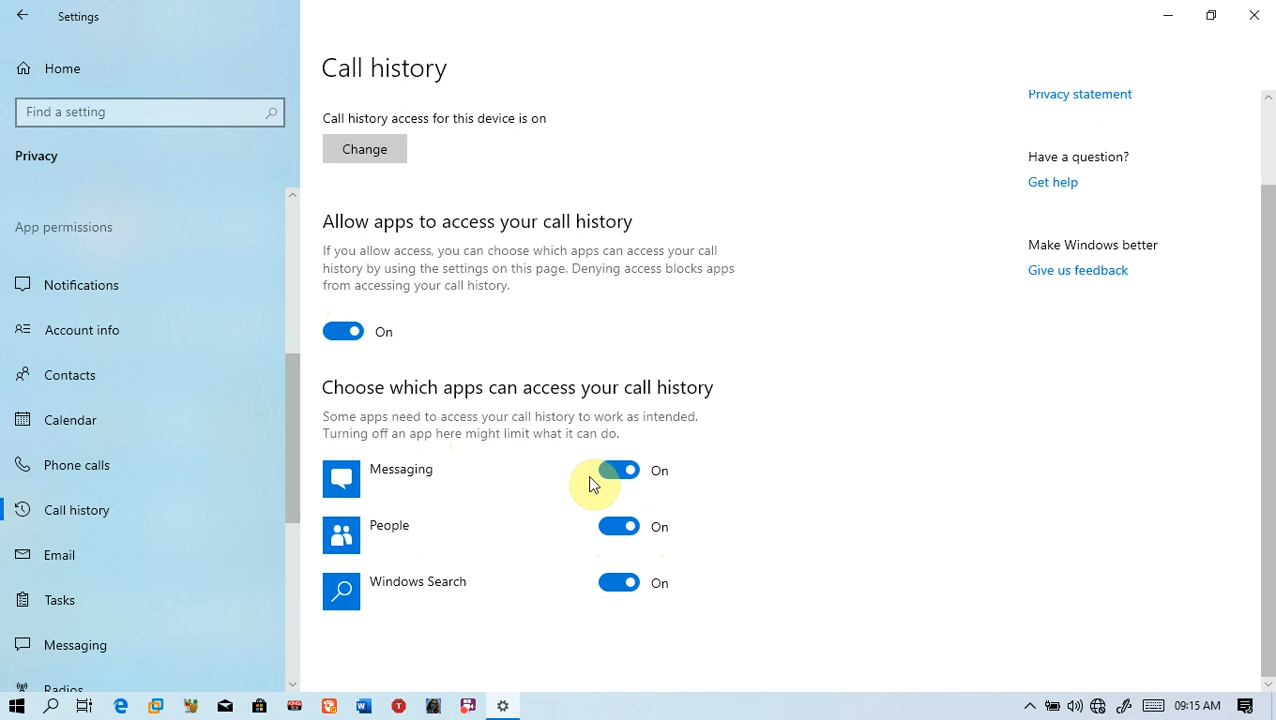 Settings
Home
Find a setting
Privacy
App permissions
Notifications
Account info
Contacts
Calendar
Phone calls
Call history
Email
Tasks
Messaging
Radios
Call history
Call history access for this device is on
Change
Allow apps to access your call history
If you allow access, you can choose which apps can access your call
history by using the settings on this page. Denying access blocks apps
from accessing your call history.
On
Choose which apps can access your call history
Some apps need to access your call history to work as intended.
Turning off an app here might limit what it can do.
Messaging On
People On
Windows Search On
Privacy statement
Have a question?
Get help
Make Windows better
Give us feedback
09:15 AM